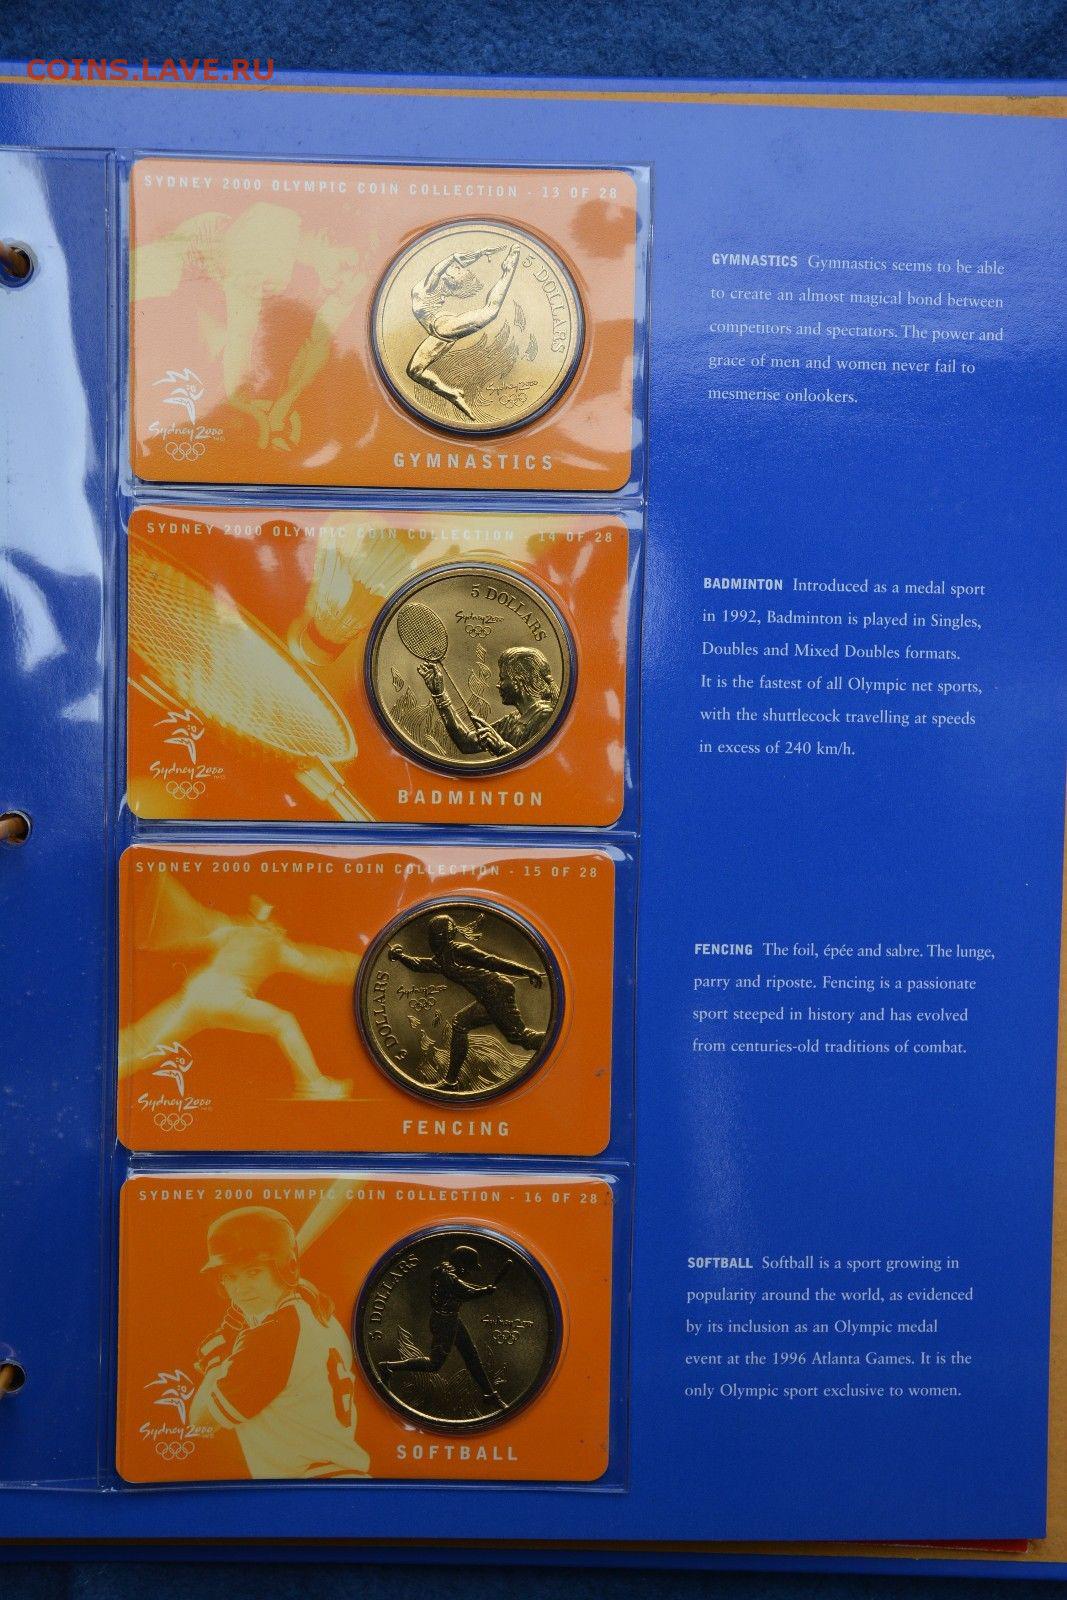 COINS.LAVE.RU
SYDNEY 2000 OLYMPIC COIN COLLECTION - 13 OF 28
5 DOLLARS
Sydney 2000
Sydney 2000
GYMNASTICS
GYMNASTICS Gymnastics seems to be able
to create an almost magical bond between
competitors and spectators. The power and
grace of men and women never fail to
mesmerise onlookers.
SYDNEY 2000 OLYMPIC COIN COLLECTION - 14 OF 28
5 DOLLARS
Sydney 2000
Sydney 2000
BADMINTON
BADMINTON Introduced as a medal sport
in 1992, Badminton is played in Singles,
Doubles and Mixed Doubles formats.
It is the fastest of all Olympic net sports,
with the shuttlecock travelling at speeds
in excess of 240 km/h.
SYDNEY 2000 OLYMPIC COIN COLLECTION - 15 OF 28
5 DOLLARS
Sydney 2000
Sydney 2000
FENCING
FENCING The foil, épée and sabre. The lunge,
parry and riposte. Fencing is a passionate
sport steeped in history and has evolved
from centuries-old traditions of combat.
SYDNEY 2000 OLYMPIC COIN COLLECTION - 16 OF 28
5 DOLLARS
Sydney 2000
Sydney 2000
SOFTBALL
SOFTBALL Softball is a sport growing in
popularity around the world, as evidenced
by its inclusion as an Olympic medal
event at the 1996 Atlanta Games. It is the
only Olympic sport exclusive to women.